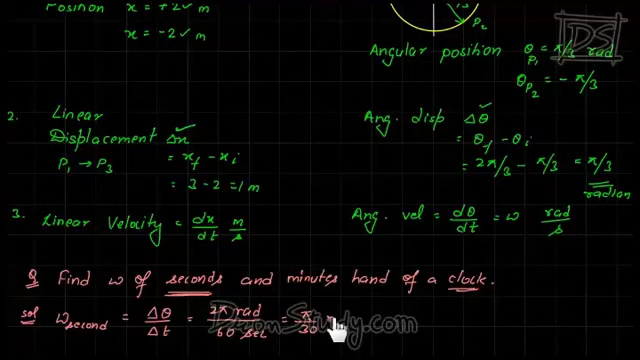 Position x = +2 m
x = -2 m
P2
DS
Angular position θP1 = π/3 rad
θP2 = - π/3
2. Linear
Displacement Δx
P1 → P3
= xf - xi
= 3 - 2 = 1 m
Ang. disp Δθ
= θf - θi
= 2π/3 - π/3 = π/3
radian
3. Linear Velocity = dx/dt m/s
Ang. vel = dθ/dt = ω rad/s
Q Find ω of seconds and minutes hand of a clock.
Sol ωsecond = Δθ/Δt = 2π rad/60 sec = π/30
DronStudy.com